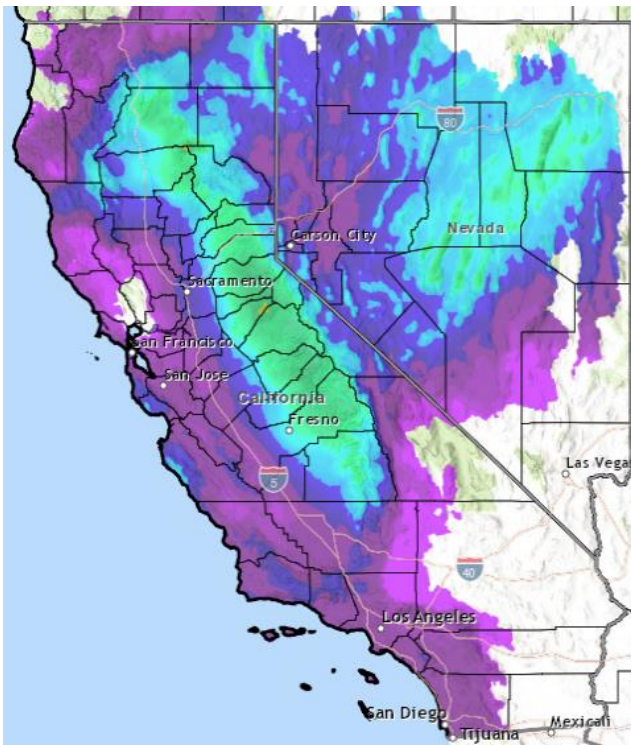 80
Nevada
Carson City
Sacramento
San Francisco
San Jose
California
Fresno
5
Las Vega
40
Los Angeles
San Diego
Mexicali
Tijuana